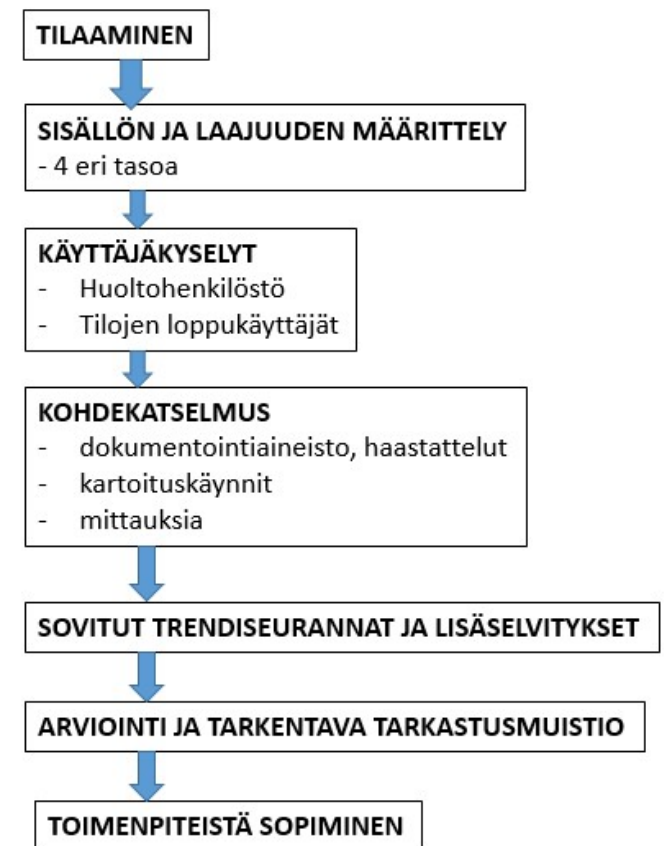 TILAAMINEN
SISÄLLÖN JA LAAJUUDEN MÄÄRITTELY
- 4 eri tasoa
KÄYTTÄJÄKYSELYT
- Huoltohenkilöstö
- Tilojen loppukäyttäjät
KOHDEKATSELMUS
- dokumentointiaineisto, haastattelut
- kartoituskäynnit
- mittauksia
SOVITUT TRENDISEURANNAT JA LISÄSELVITYKSET
ARVIOINTI JA TARKENTAVA TARKASTUSMUISTIO
TOIMENPITEISTÄ SOPIMINEN